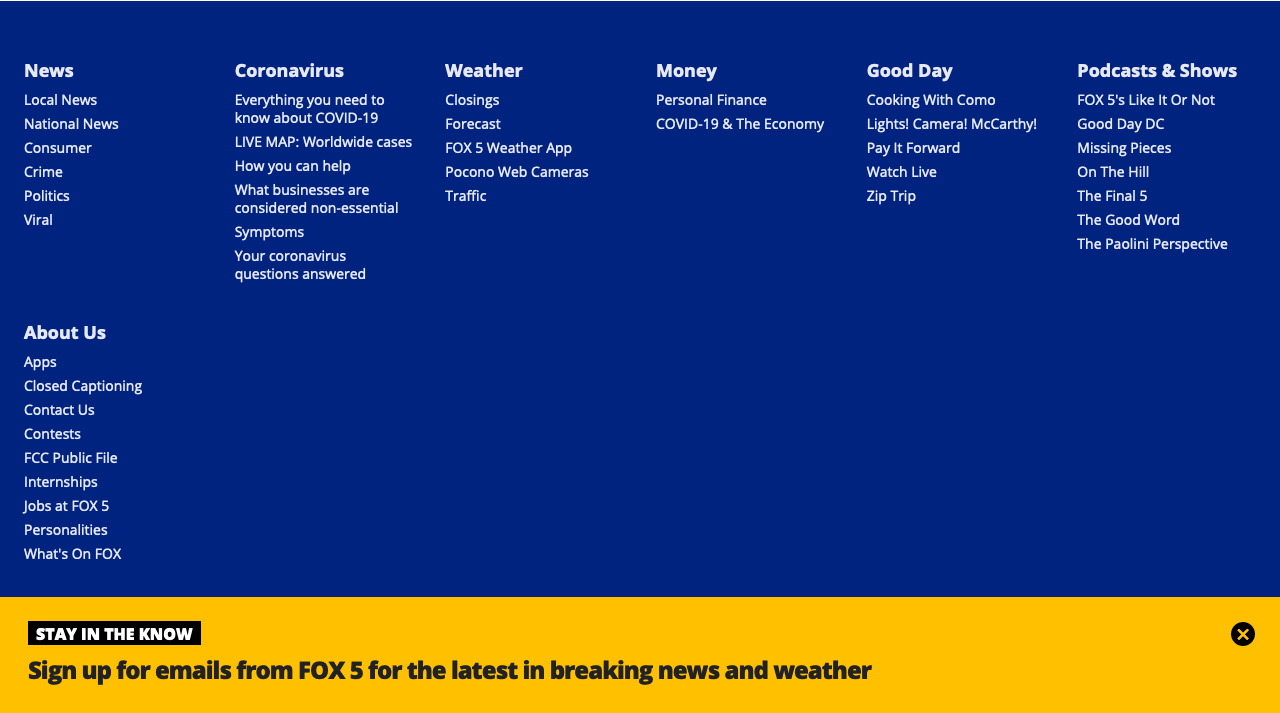 News
Local News
National News
Consumer
Crime
Politics
Viral
Coronavirus
Everything you need to
know about COVID-19
LIVE MAP: Worldwide cases
How you can help
What businesses are
considered non-essential
Symptoms
Your coronavirus
questions answered
Weather
Closings
Forecast
FOX 5 Weather App
Pocono Web Cameras
Traffic
Money
Personal Finance
COVID-19 & The Economy
Good Day
Cooking With Como
Lights! Camera! McCarthy!
Pay It Forward
Watch Live
Zip Trip
Podcasts & Shows
FOX 5's Like It Or Not
Good Day DC
Missing Pieces
On The Hill
The Final 5
The Good Word
The Paolini Perspective
About Us
Apps
Closed Captioning
Contact Us
Contests
FCC Public File
Internships
Jobs at FOX 5
Personalities
What's On FOX
STAY IN THE KNOW
Sign up for emails from FOX 5 for the latest in breaking news and weather